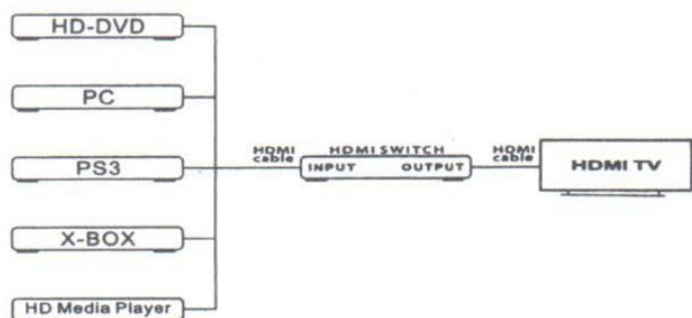 HD-DVD
PC
PS3
X-BOX
HD Media Player
HDMI
cable
HDMI SWITCH
INPUT OUTPUT
HDMI
cable
HDMI TV